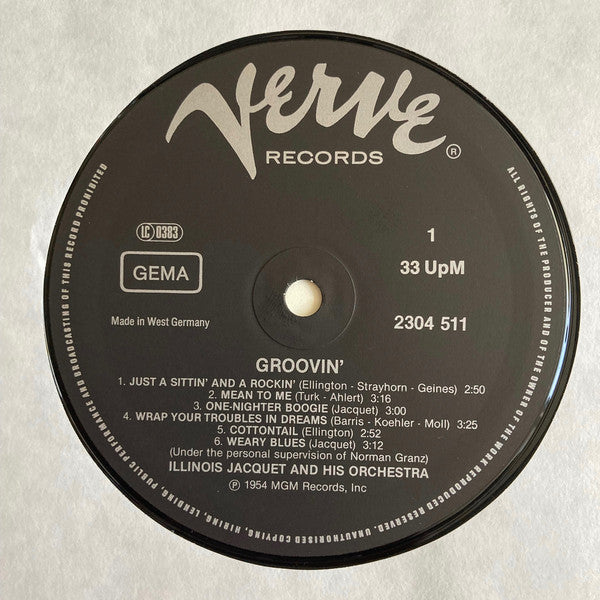 Verve
RECORDS ®
LC 0383
GEMA
Made in West Germany
1
33 UpM
2304 511
GROOVIN'
1. JUST A SITTIN' AND A ROCKIN' (Ellington - Strayhorn - Geines) 2:50
2. MEAN TO ME (Turk - Ahlert) 3:16
3. ONE-NIGHTER BOOGIE (Jacquet) 3:00
4. WRAP YOUR TROUBLES IN DREAMS (Barris - Koehler - Moll) 3:25
5. COTTONTAIL (Ellington) 2:52
6. WEARY BLUES (Jacquet) 3:12
(Under the personal supervision of Norman Granz)
ILLINOIS JACQUET AND HIS ORCHESTRA
℗ 1954 MGM Records, Inc
ALL RIGHTS OF THE PRODUCER AND OF THE OWNER OF THE WORK REPRODUCED RESERVED. UNAUTHORISED COPYING, HIRING, LENDING, PUBLIC PERFORMANCE AND BROADCASTING OF THIS RECORD PROHIBITED